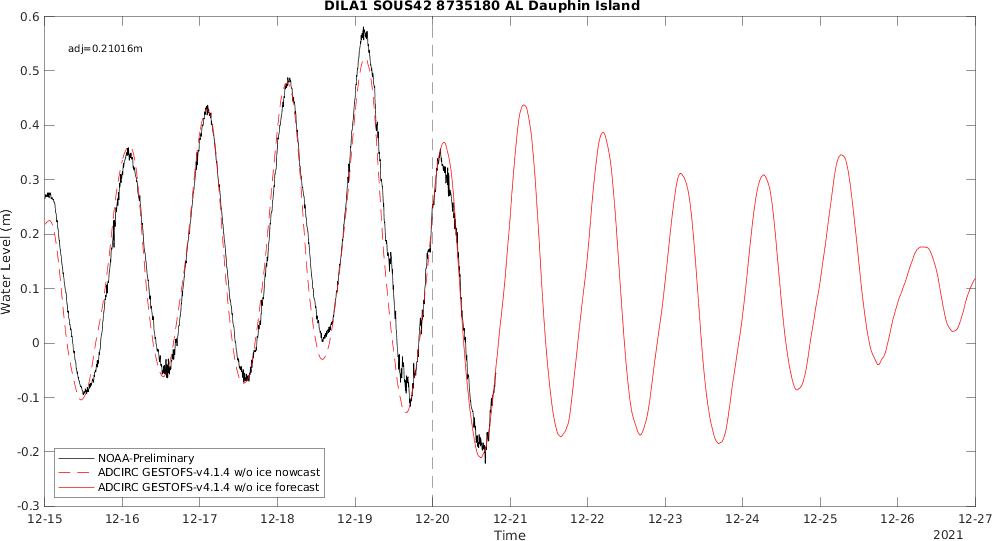 DILA1 SOUS42 8735180 AL Dauphin Island
adj=0.21016m
0.6
0.5
0.4
0.3
0.2
0.1
0
-0.1
-0.2
-0.3
Water Level (m)
NOAA-Preliminary
ADCIRC GESTOFS-v4.1.4 w/o ice nowcast
ADCIRC GESTOFS-v4.1.4 w/o ice forecast
12-15 12-16 12-17 12-18 12-19 12-20 12-21 12-22 12-23 12-24 12-25 12-26 12-27
Time
2021